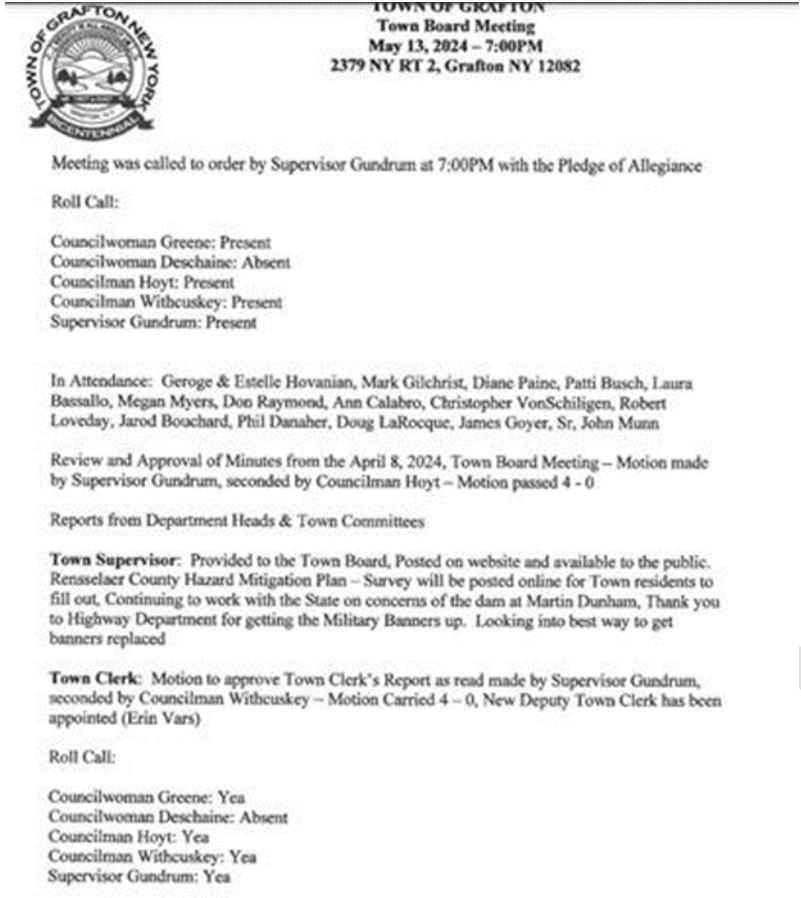 TOWN OF GRAFTON
Town Board Meeting
May 13, 2024 – 7:00PM
2379 NY RT 2, Grafton NY 12082
TOWN OF GRAFTON NEW YORK
BICENTENNIAL
Meeting was called to order by Supervisor Gundrum at 7:00PM with the Pledge of Allegiance
Roll Call:
Councilwoman Greene: Present
Councilwoman Deschaine: Absent
Councilman Hoyt: Present
Councilman Withcuskey: Present
Supervisor Gundrum: Present
In Attendance: Geroge & Estelle Hovanian, Mark Gilchrist, Diane Paine, Patti Busch, Laura
Bassallo, Megan Myers, Don Raymond, Ann Calabro, Christopher VonSchiligen, Robert
Loveday, Jarod Bouchard, Phil Danaher, Doug LaRocque, James Goyer, Sr, John Munn
Review and Approval of Minutes from the April 8, 2024, Town Board Meeting – Motion made
by Supervisor Gundrum, seconded by Councilman Hoyt – Motion passed 4 - 0
Reports from Department Heads & Town Committees
Town Supervisor: Provided to the Town Board, Posted on website and available to the public.
Rensselaer County Hazard Mitigation Plan – Survey will be posted online for Town residents to
fill out, Continuing to work with the State on concerns of the dam at Martin Dunham, Thank you
to Highway Department for getting the Military Banners up. Looking into best way to get
banners replaced
Town Clerk: Motion to approve Town Clerk's Report as read made by Supervisor Gundrum,
seconded by Councilman Withcuskey – Motion Carried 4 – 0, New Deputy Town Clerk has been
appointed (Erin Vars)
Roll Call:
Councilwoman Greene: Yea
Councilwoman Deschaine: Absent
Councilman Hoyt: Yea
Councilman Withcuskey: Yea
Supervisor Gundrum: Yea